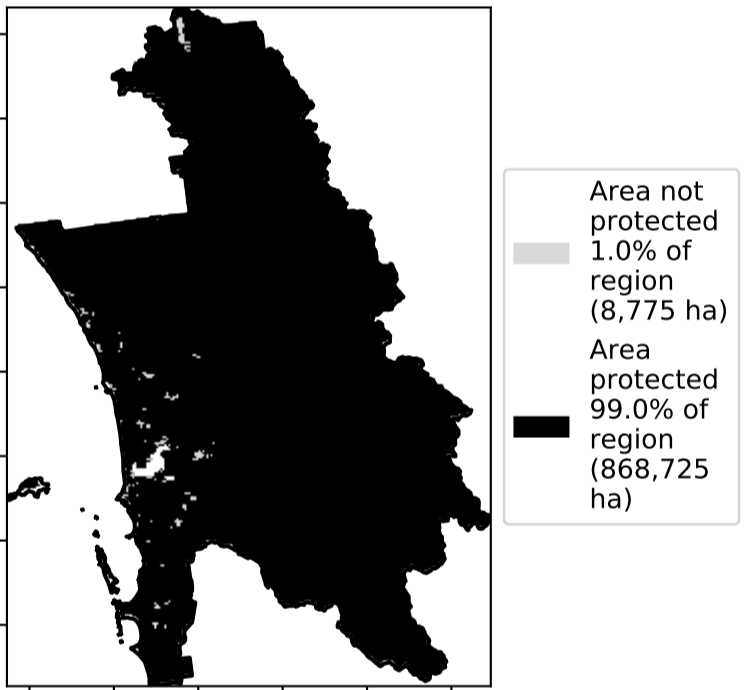 Area not
protected
1.0% of
region
(8,775 ha)
Area
protected
99.0% of
region
(868,725
ha)